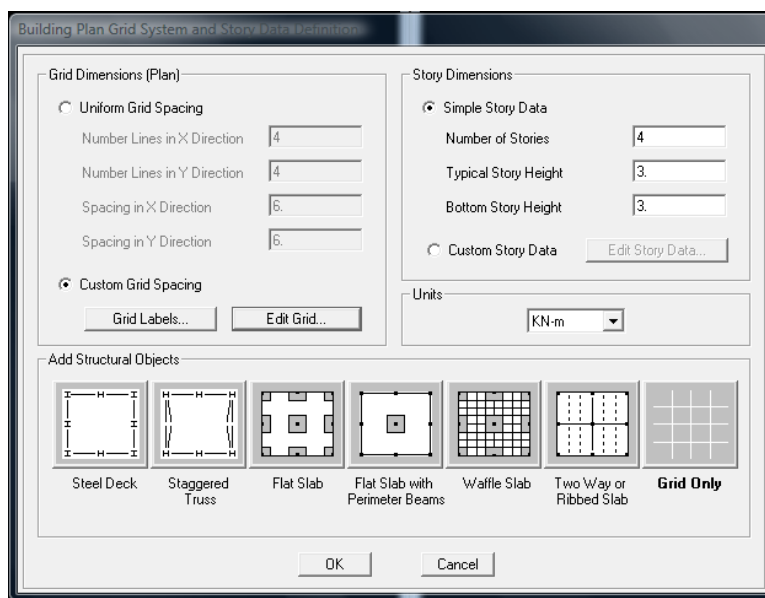 Building Plan Grid System and Story Data Definition
Grid Dimensions (Plan)
Uniform Grid Spacing
Number Lines in X Direction
4
Number Lines in Y Direction
4
Spacing in X Direction
6.
Spacing in Y Direction
6.
Custom Grid Spacing
Grid Labels...
Edit Grid...
Story Dimensions
Simple Story Data
Number of Stories
4
Typical Story Height
3.
Bottom Story Height
3.
Custom Story Data
Edit Story Data...
Units
KN-m
Add Structural Objects
Steel Deck
Staggered
Truss
Flat Slab
Flat Slab with
Perimeter Beams
Waffle Slab
Two Way or
Ribbed Slab
Grid Only
OK
Cancel